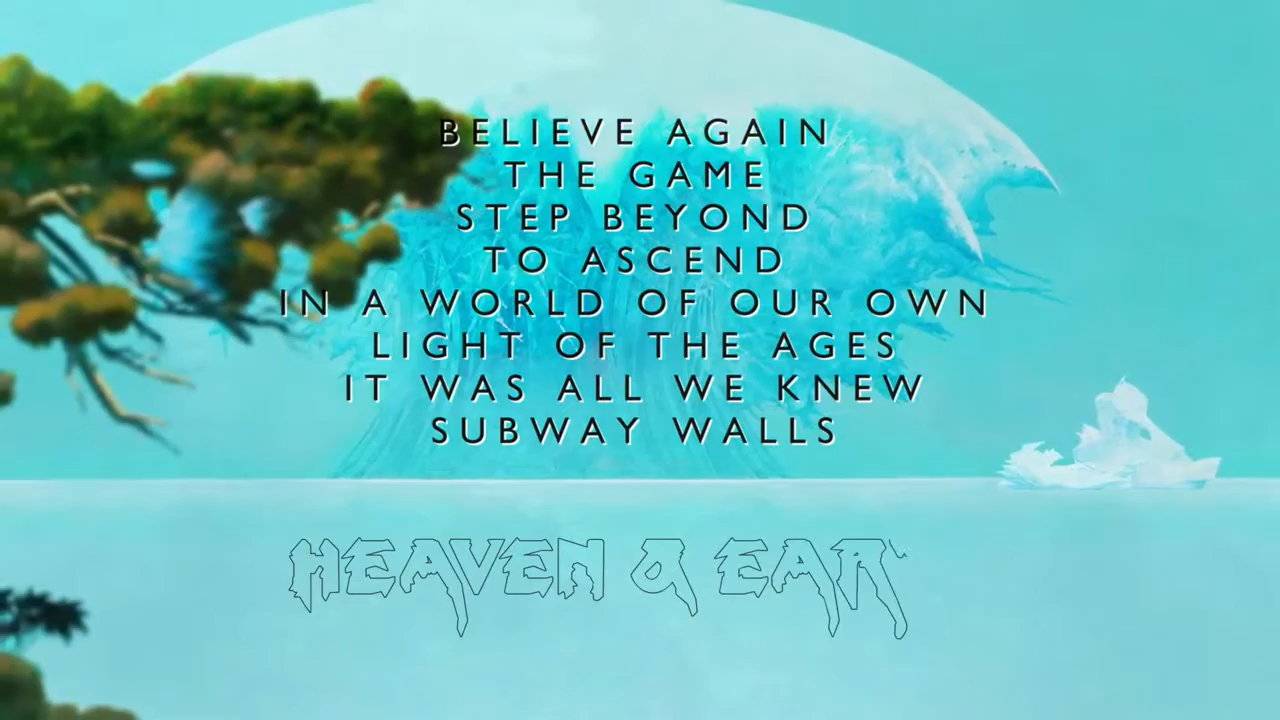 BELIEVE AGAIN
THE GAME
STEP BEYOND
TO ASCEND
IN A WORLD OF OUR OWN
LIGHT OF THE AGES
IT WAS ALL WE KNEW
SUBWAY WALLS
HEAVEN & EAR